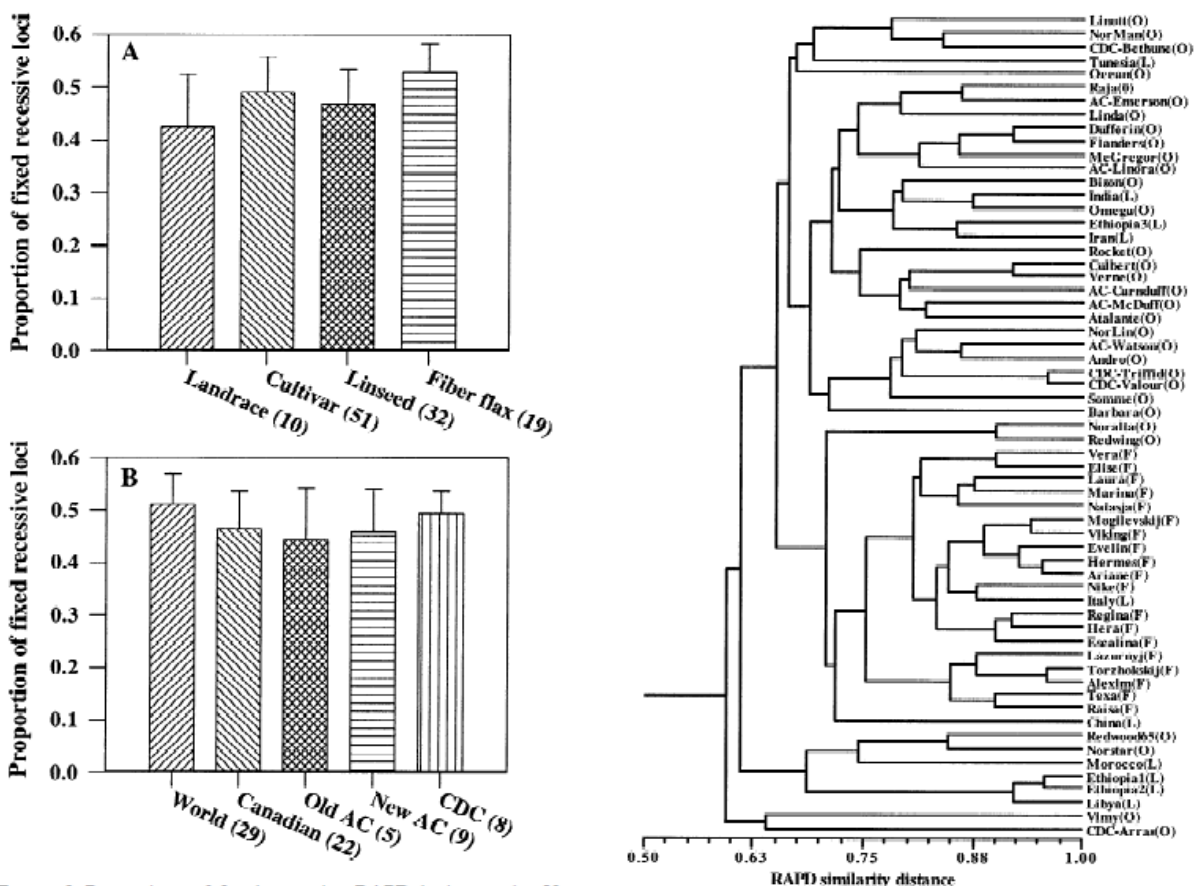 A
Proportion of fixed recessive loci
0.6
0.5
0.4
0.3
0.2
0.1
0.0
Landrace (10)
Cultivar (51)
Linseed (32)
Fiber flax (19)
B
Proportion of fixed recessive loci
0.6
0.5
0.4
0.3
0.2
0.1
0.0
World (29)
Canadian (22)
Old AC (5)
New AC (9)
CDC (8)
Linott(O)
NorMan(O)
CDC-Bethune(O)
Tunesia(L)
Ocean(O)
Raja(0)
AC-Emerson(O)
Linda(O)
Dufferin(O)
Flanders(O)
McGregor(O)
AC-Linora(O)
Bison(O)
India(L)
Omega(O)
Ethiopia3(L)
Iran(L)
Rocket(O)
Culbert(O)
Verne(O)
AC-Carnduff(O)
AC-McDuff(O)
Atalante(O)
NorLin(O)
AC-Watson(O)
Andro(O)
CDC-Triffid(O)
CDC-Valour(O)
Somme(O)
Barbara(O)
Noralta(O)
Redwing(O)
Vera(F)
Elise(F)
Laura(F)
Marina(F)
Natasja(F)
Mogilevskij(F)
Viking(F)
Evelin(F)
Hermes(F)
Ariane(F)
Nike(F)
Italy(L)
Regina(F)
Hera(F)
Escalina(F)
Lazurnyj(F)
Torzhokskij(F)
Alexim(F)
Texa(F)
Raisa(F)
China(L)
Redwood65(O)
Norstar(O)
Morocco(L)
Ethiopia1(L)
Ethiopia2(L)
Libya(L)
Vimy(O)
CDC-Arras(O)
0.50 0.63 0.75 0.88 1.00
RAPD similarity distance